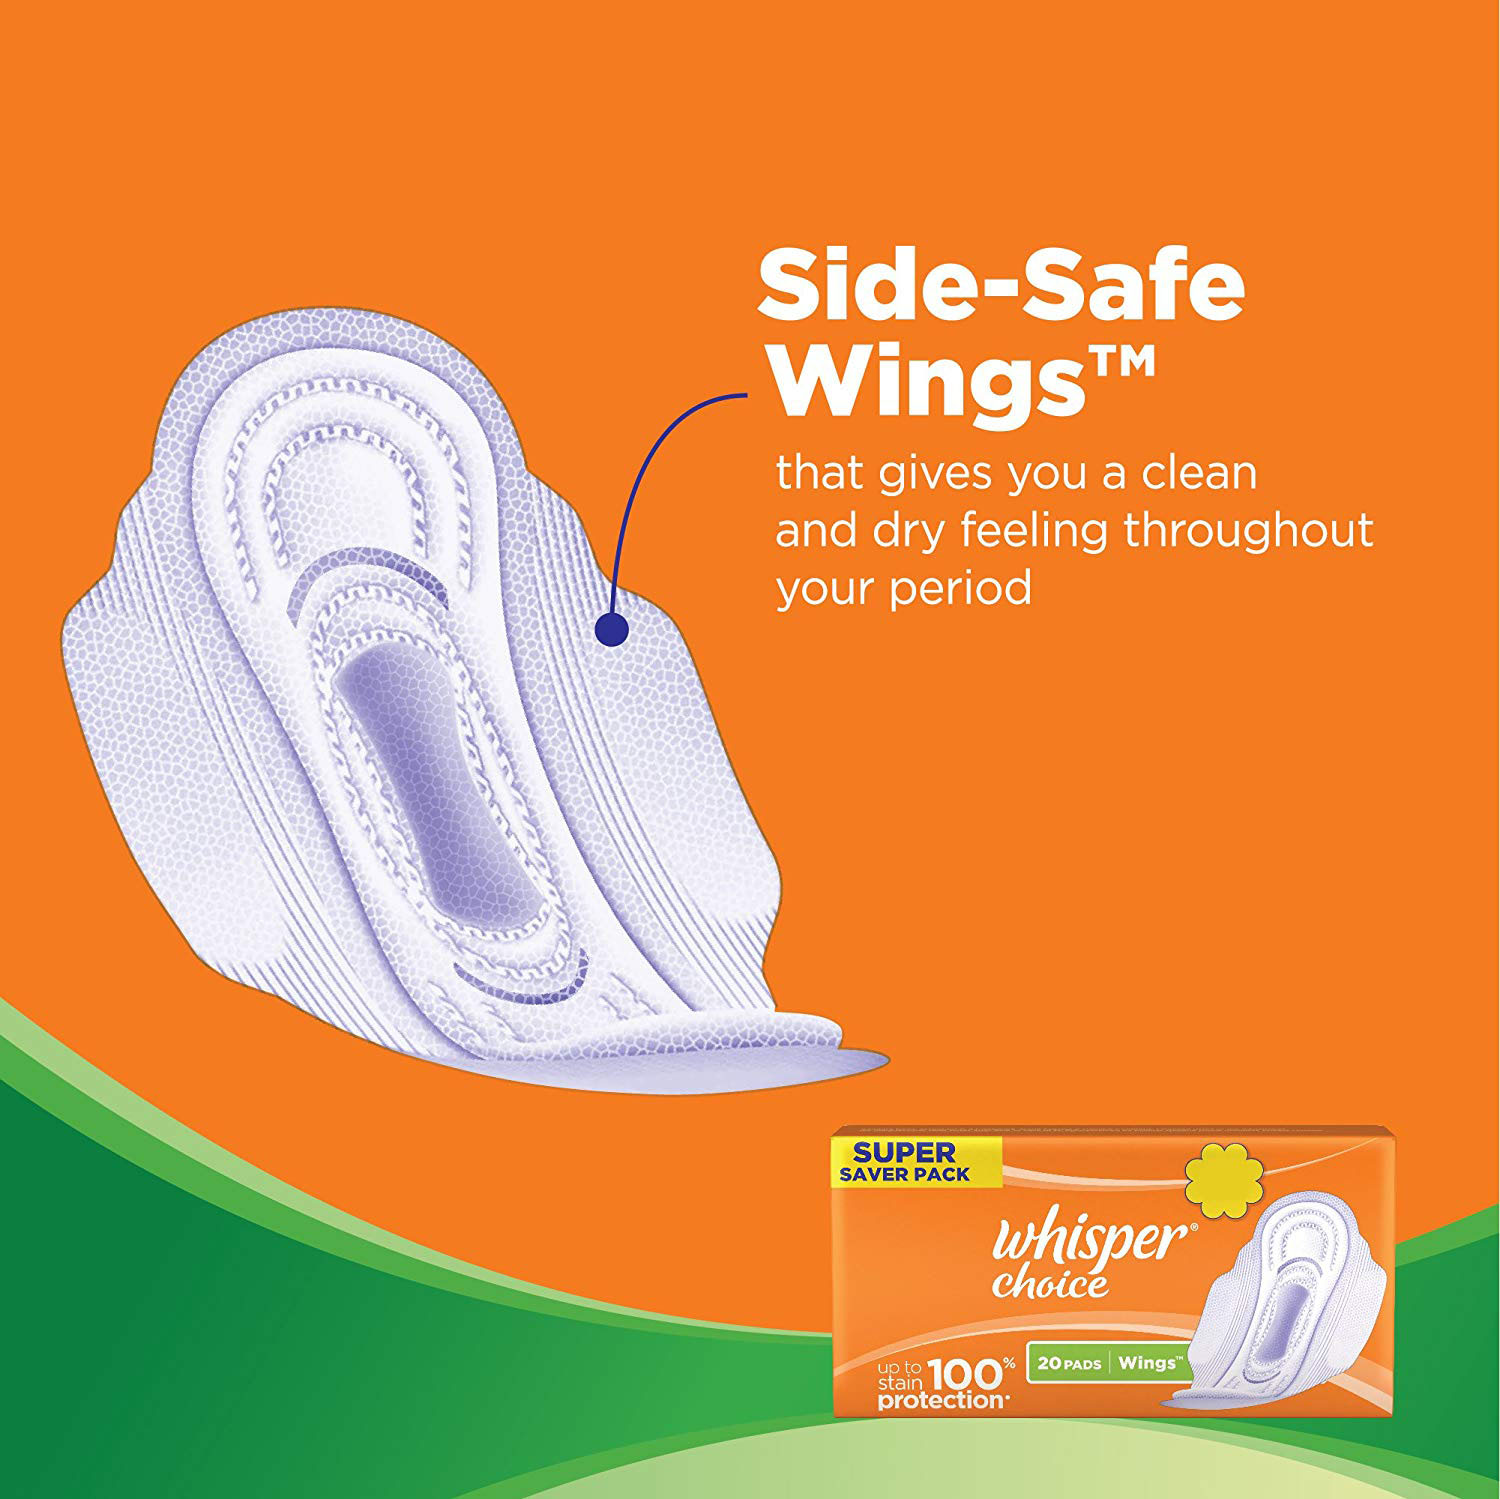 Side-Safe
Wings™
that gives you a clean
and dry feeling throughout
your period
SUPER
SAVER PACK
whisper®
choice
up to 100%
stain
protection*
20 PADS | Wings™